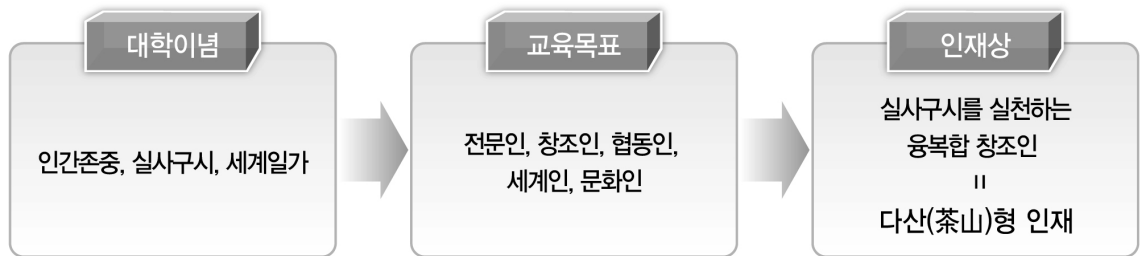 대학이념
인간존중, 실사구시, 세계일가
교육목표
전문인, 창조인, 협동인,
세계인, 문화인
인재상
실사구시를 실천하는
융복합 창조인
=
다산(茶山)형 인재